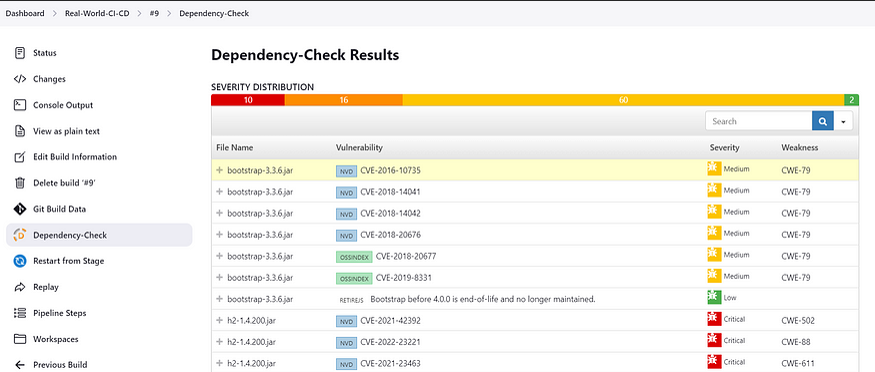 Dashboard > Real-World-CI-CD > #9 > Dependency-Check
Status
Changes
Console Output
View as plain text
Edit Build Information
Delete build '#9'
Git Build Data
Dependency-Check
Restart from Stage
Replay
Pipeline Steps
Workspaces
Previous Build
Dependency-Check Results
SEVERITY DISTRIBUTION
10 16 60 2
Search
File Name Vulnerability Severity Weakness
bootstrap-3.3.6.jar NVD CVE-2016-10735 Medium CWE-79
bootstrap-3.3.6.jar NVD CVE-2018-14041 Medium CWE-79
bootstrap-3.3.6.jar NVD CVE-2018-14042 Medium CWE-79
bootstrap-3.3.6.jar NVD CVE-2018-20676 Medium CWE-79
bootstrap-3.3.6.jar OSSINDEX CVE-2018-20677 Medium CWE-79
bootstrap-3.3.6.jar OSSINDEX CVE-2019-8331 Medium CWE-79
bootstrap-3.3.6.jar RETIREJS Bootstrap before 4.0.0 is end-of-life and no longer maintained. Low
h2-1.4.200.jar NVD CVE-2021-42392 Critical CWE-502
h2-1.4.200.jar NVD CVE-2022-23221 Critical CWE-88
h2-1.4.200.jar NVD CVE-2021-23463 Critical CWE-611